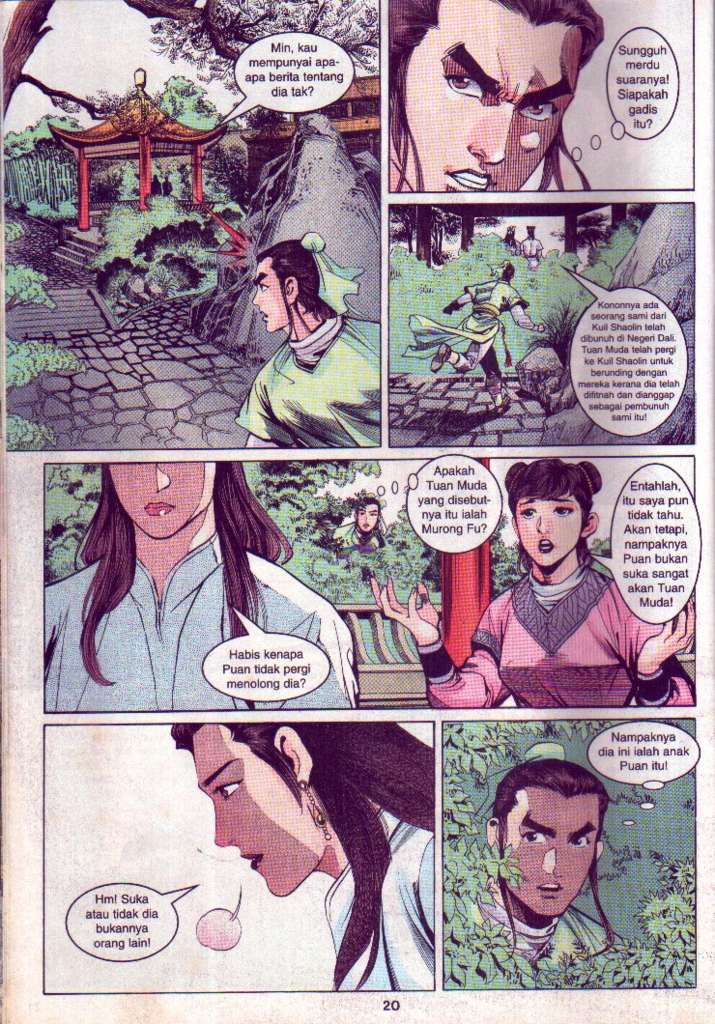 Min, kau
mempunyai apa-
apa berita tentang
dia tak?
Sungguh
merdu
suaranya!
Siapakah
gadis
itu?
Kononnya ada
seorang sami dari
Kuil Shaolin telah
dibunuh di Negeri Dali.
Tuan Muda telah pergi
ke Kuil Shaolin untuk
berunding dengan
mereka kerana dia telah
difitnah dan dianggap
sebagai pembunuh
sami itu!
Habis kenapa
Puan tidak pergi
menolong dia?
Apakah
Tuan Muda
yang disebut-
nya itu ialah
Murong Fu?
Entahlah,
itu saya pun
tidak tahu.
Akan tetapi,
nampaknya
Puan bukan
suka sangat
akan Tuan
Muda!
Hm! Suka
atau tidak dia
bukannya
orang lain!
Nampaknya
dia ini ialah anak
Puan itu!
20